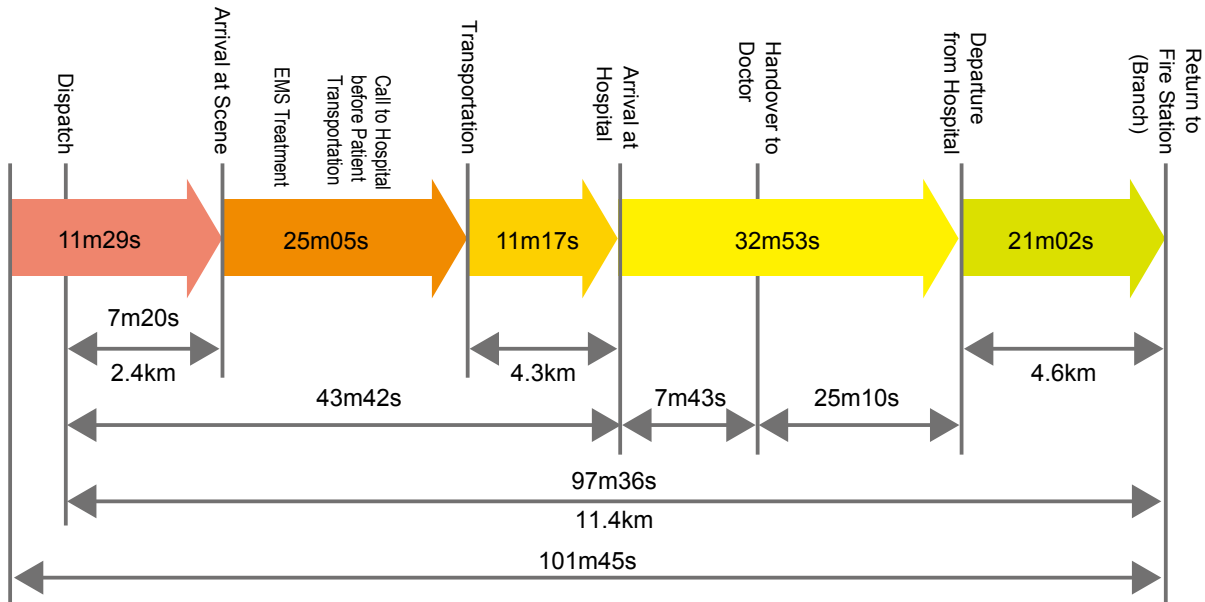 Dispatch
Arrival at Scene
EMS Treatment
Call to Hospital
before Patient
Transportation
Transportation
Arrival at
Hospital
Handover to
Doctor
Departure
from Hospital
Return to
Fire Station
(Branch)
11m29s
25m05s
11m17s
32m53s
21m02s
7m20s
2.4km
4.3km
4.6km
43m42s
7m43s
25m10s
97m36s
11.4km
101m45s